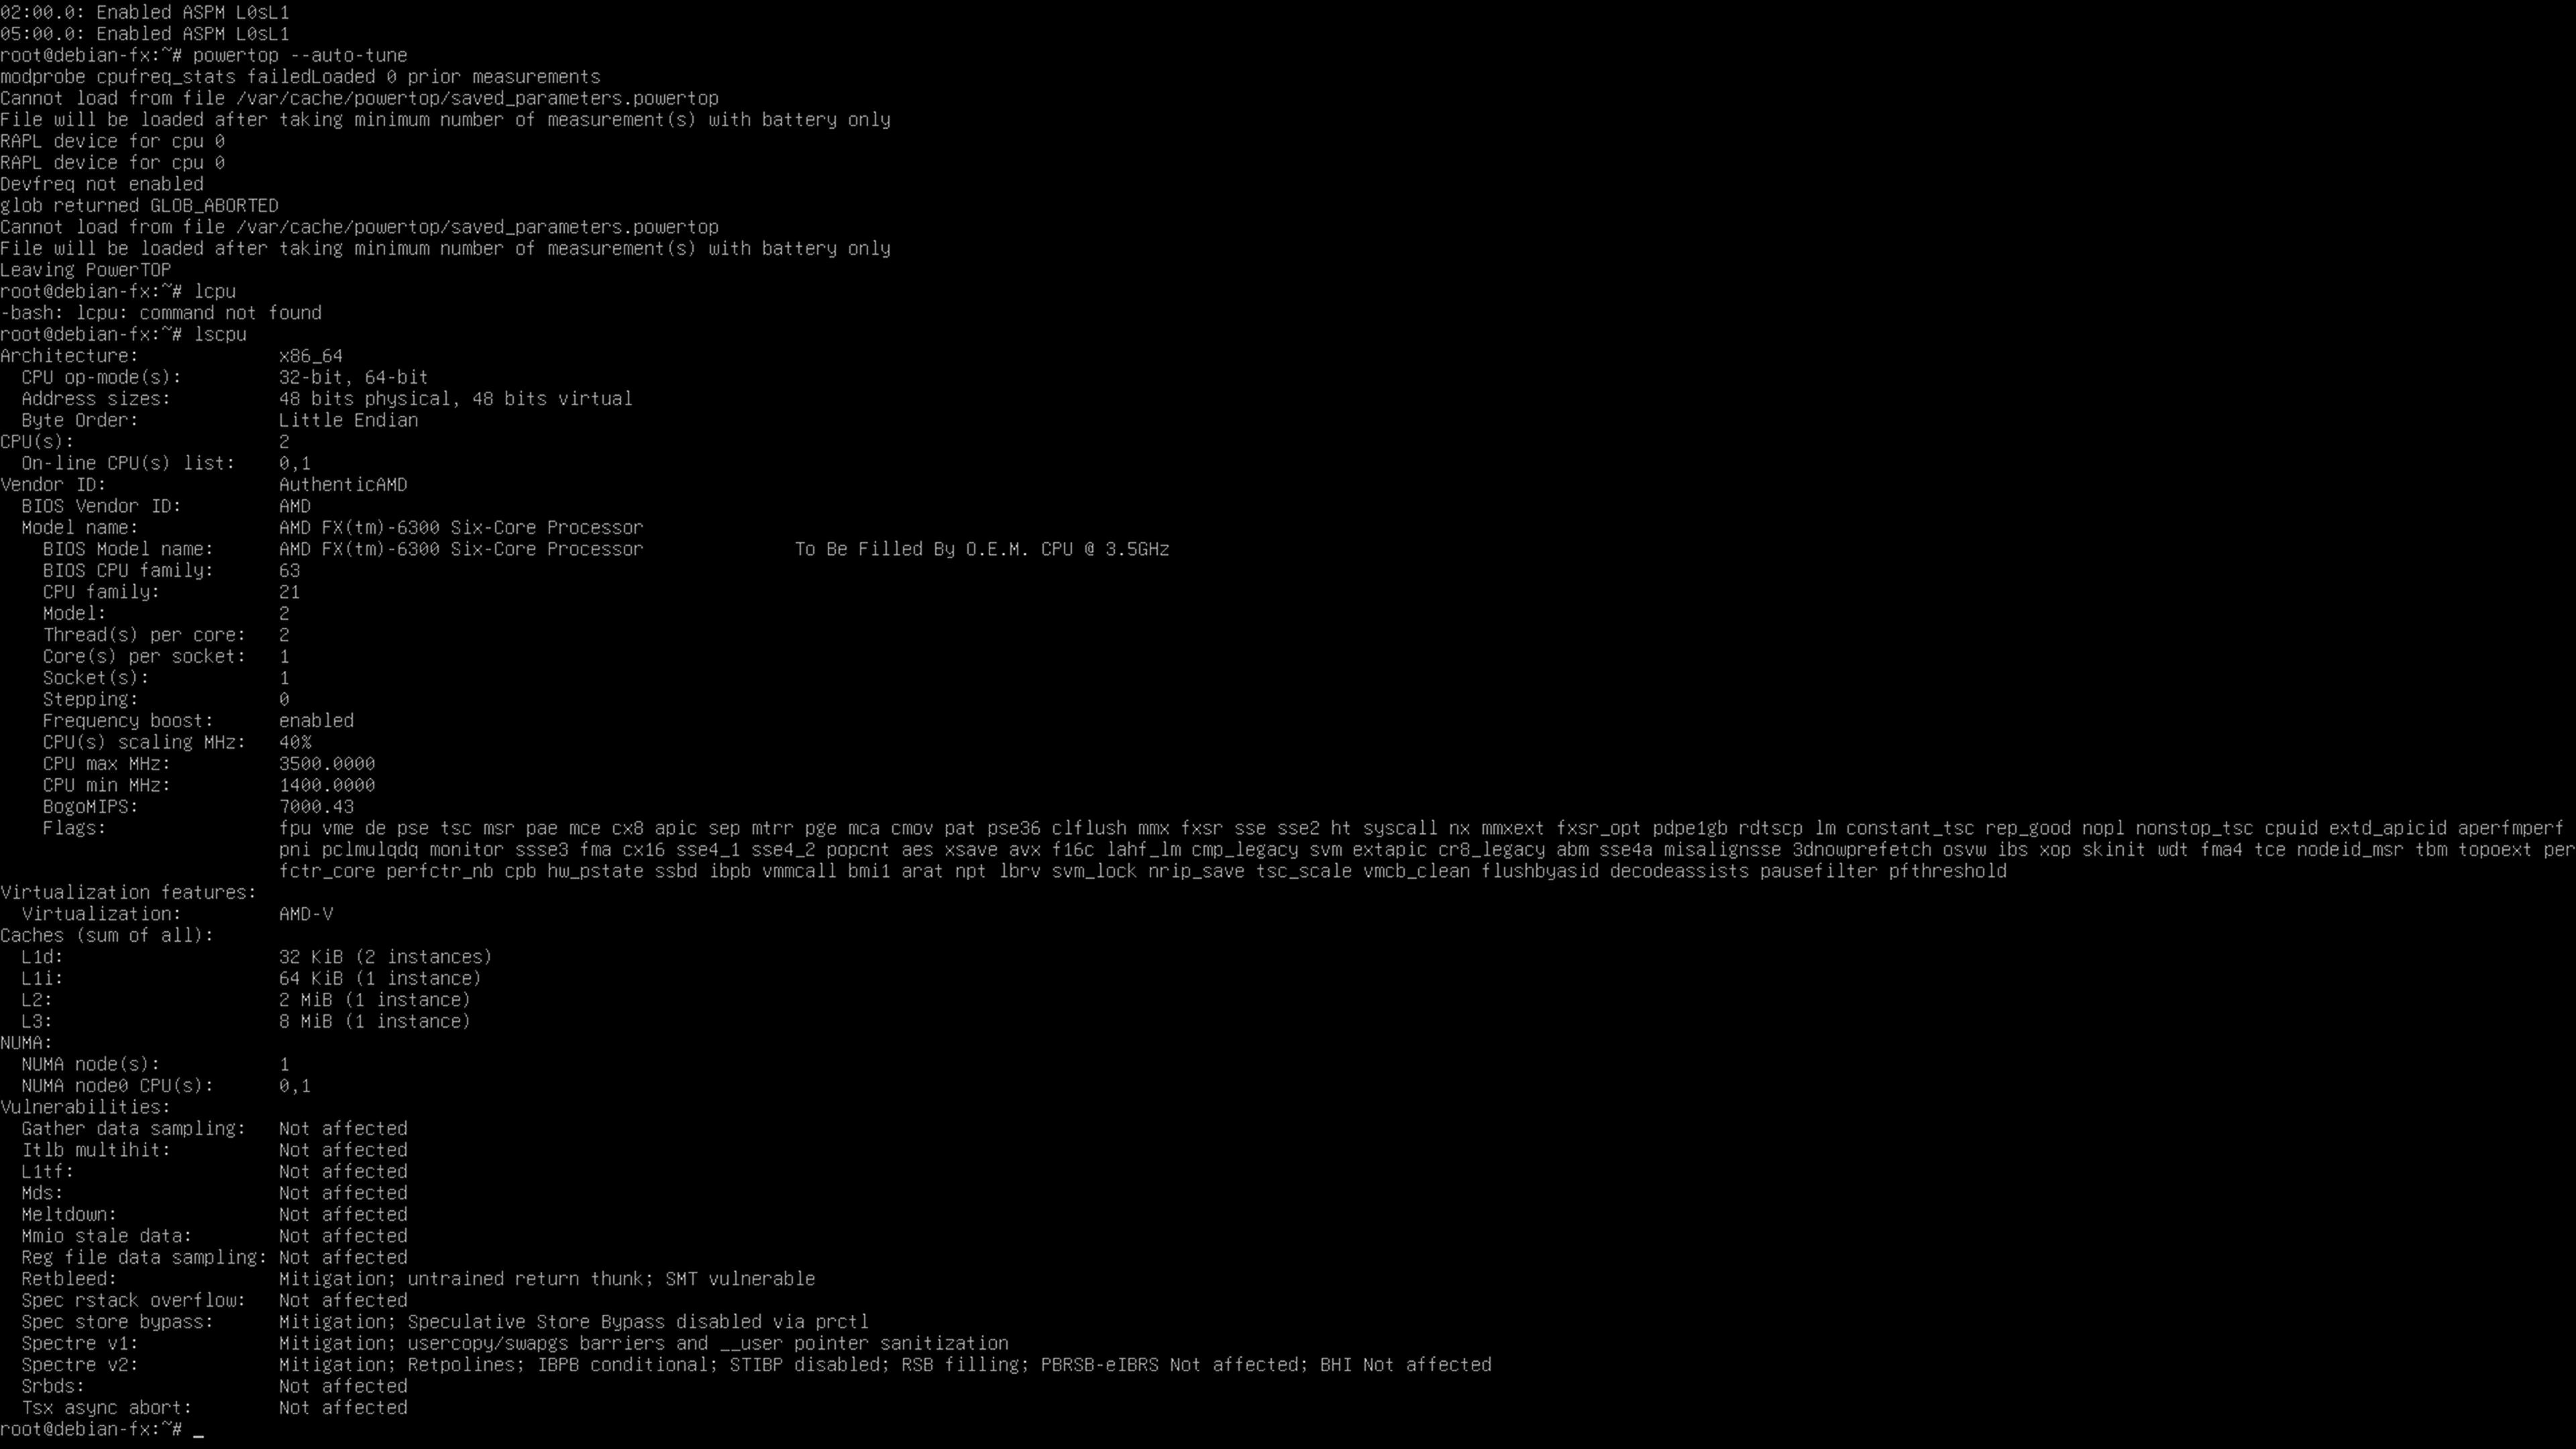 02:00.0: Enabled ASPM L0sL1
05:00.0: Enabled ASPM L0sL1
root@debian-fx:~# powertop --auto-tune
modprobe cpufreq_stats failedLoaded 0 prior measurements
Cannot load from file /var/cache/powertop/saved_parameters.powertop
File will be loaded after taking minimum number of measurement(s) with battery only
RAPL device for cpu 0
RAPL device for cpu 0
Devfreq not enabled
glob returned GLOB_ABORTED
Cannot load from file /var/cache/powertop/saved_parameters.powertop
File will be loaded after taking minimum number of measurement(s) with battery only
Leaving PowerTOP
root@debian-fx:~# lcpu
-bash: lcpu: command not found
root@debian-fx:~# lscpu
Architecture:             x86_64
  CPU op-mode(s):         32-bit, 64-bit
  Address sizes:          48 bits physical, 48 bits virtual
  Byte Order:             Little Endian
CPU(s):                   2
  On-line CPU(s) list:    0,1
Vendor ID:                AuthenticAMD
  BIOS Vendor ID:         AMD
  Model name:             AMD FX(tm)-6300 Six-Core Processor
    BIOS Model name:      AMD FX(tm)-6300 Six-Core Processor              To Be Filled By O.E.M. CPU @ 3.5GHz
    BIOS CPU family:      63
    CPU family:           21
    Model:                2
    Thread(s) per core:   2
    Core(s) per socket:   1
    Socket(s):            1
    Stepping:             0
    Frequency boost:      enabled
    CPU(s) scaling MHz:   40%
    CPU max MHz:          3500.0000
    CPU min MHz:          1400.0000
    BogoMIPS:             7000.43
    Flags:                fpu vme de pse tsc msr pae mce cx8 apic sep mtrr pge mca cmov pat pse36 clflush mmx fxsr sse sse2 ht syscall nx mmxext fxsr_opt pdpe1gb rdtscp lm constant_tsc rep_good nopl nonstop_tsc cpuid extd_apicid aperfmperf
                          pni pclmulqdq monitor ssse3 fma cx16 sse4_1 sse4_2 popcnt aes xsave avx f16c lahf_lm cmp_legacy svm extapic cr8_legacy abm sse4a misalignsse 3dnowprefetch osvw ibs xop skinit wdt fma4 tce nodeid_msr tbm topoext per
                          fctr_core perfctr_nb cpb hw_pstate ssbd ibpb vmmcall bmi1 arat npt lbrv svm_lock nrip_save tsc_scale vmcb_clean flushbyasid decodeassists pausefilter pfthreshold
Virtualization features:
  Virtualization:         AMD-V
Caches (sum of all):
  L1d:                    32 KiB (2 instances)
  L1i:                    64 KiB (1 instance)
  L2:                     2 MiB (1 instance)
  L3:                     8 MiB (1 instance)
NUMA:
  NUMA node(s):           1
  NUMA node0 CPU(s):      0,1
Vulnerabilities:
  Gather data sampling:   Not affected
  Itlb multihit:          Not affected
  L1tf:                   Not affected
  Mds:                    Not affected
  Meltdown:               Not affected
  Mmio stale data:        Not affected
  Reg file data sampling: Not affected
  Retbleed:               Mitigation; untrained return thunk; SMT vulnerable
  Spec rstack overflow:   Not affected
  Spec store bypass:      Mitigation; Speculative Store Bypass disabled via prctl
  Spectre v1:             Mitigation; usercopy/swapgs barriers and __user pointer sanitization
  Spectre v2:             Mitigation; Retpolines; IBPB conditional; STIBP disabled; RSB filling; PBRSB-eIBRS Not affected; BHI Not affected
  Srbds:                  Not affected
  Tsx async abort:        Not affected
root@debian-fx:~# _